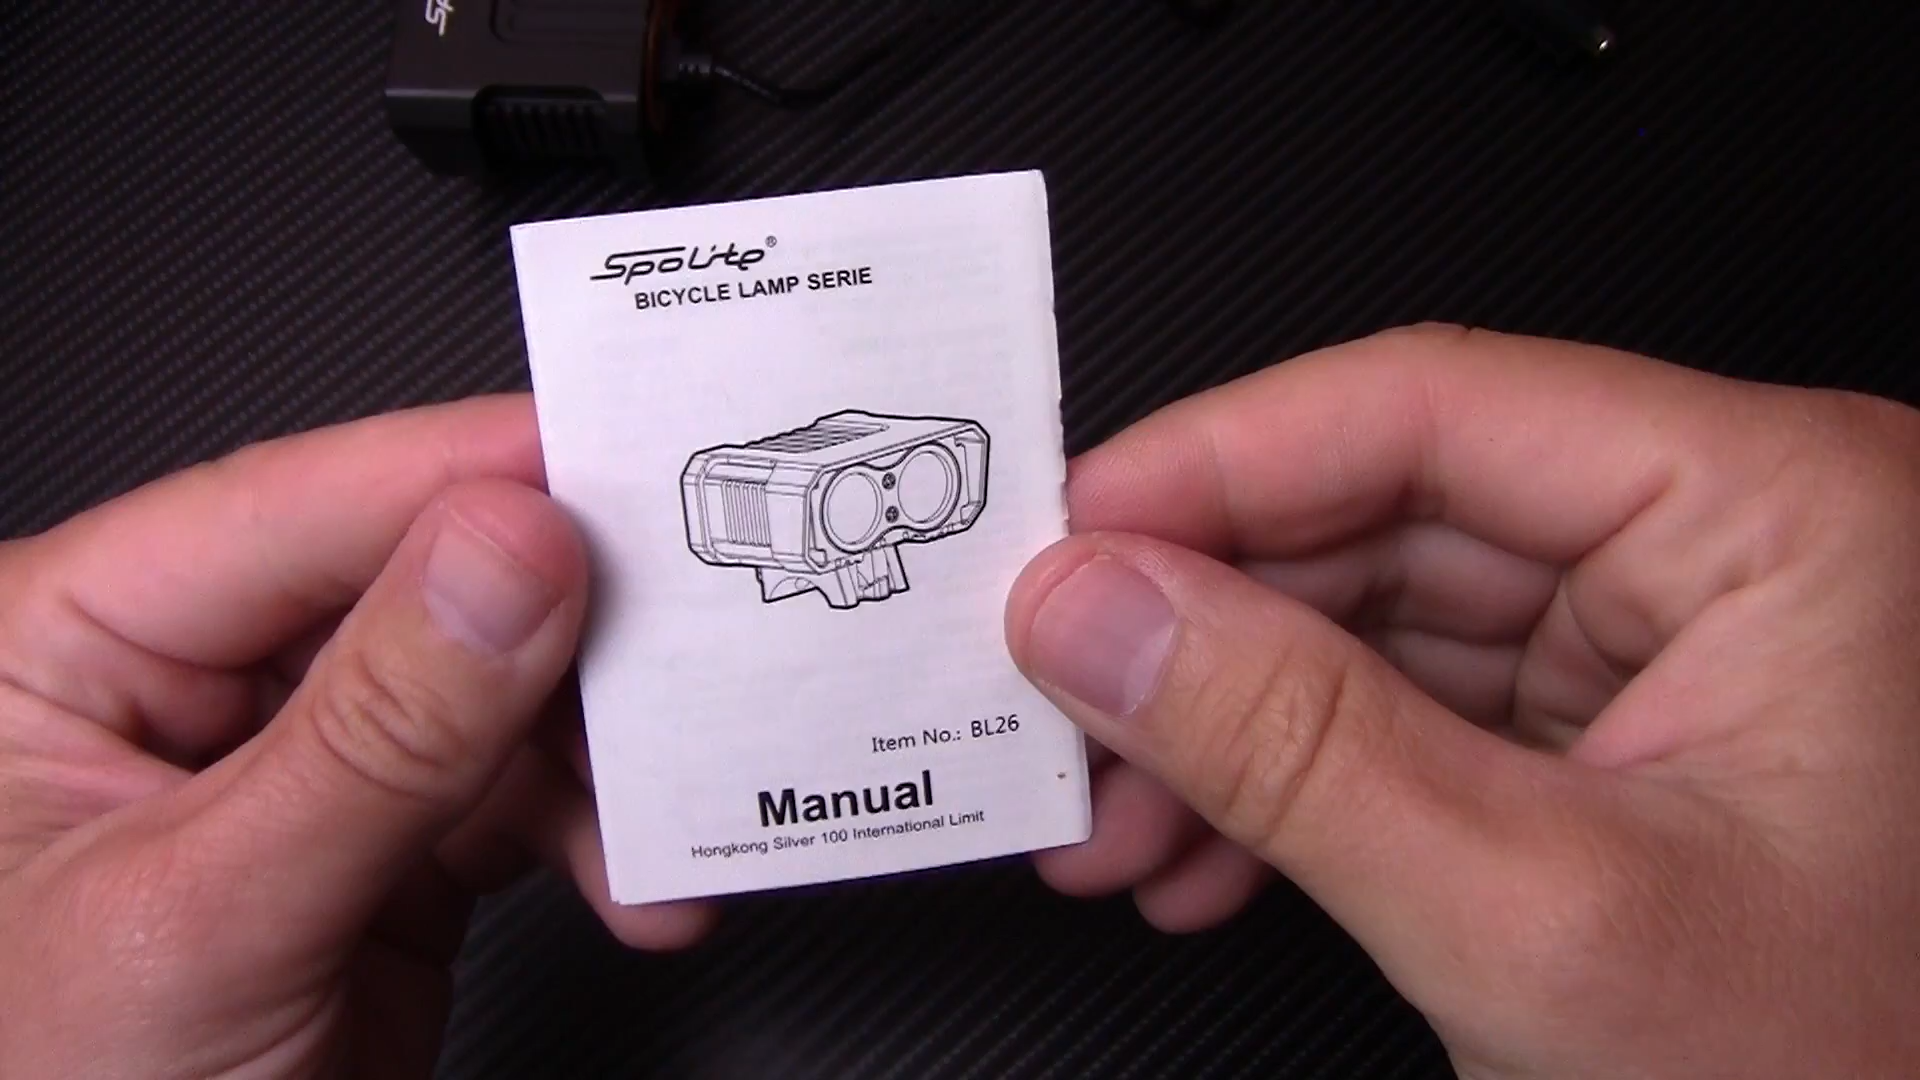 Spolite®
BICYCLE LAMP SERIE
Item No.: BL26
Manual
Hongkong Silver 100 International Limit